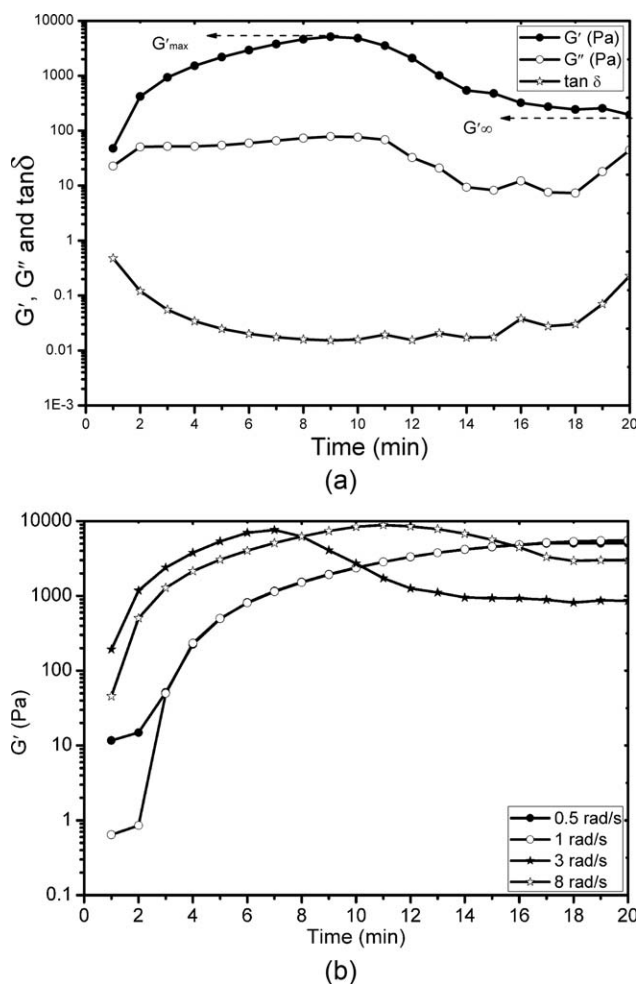 G′max
G′ (Pa)
G″ (Pa)
tan δ
G′∞
G′, G″ and tanδ
10000
1000
100
10
1
0.1
0.01
1E-3
0 2 4 6 8 10 12 14 16 18 20
Time (min)
(a)
G′ (Pa)
10000
1000
100
10
1
0.1
0.5 rad/s
1 rad/s
3 rad/s
8 rad/s
0 2 4 6 8 10 12 14 16 18 20
Time (min)
(b)